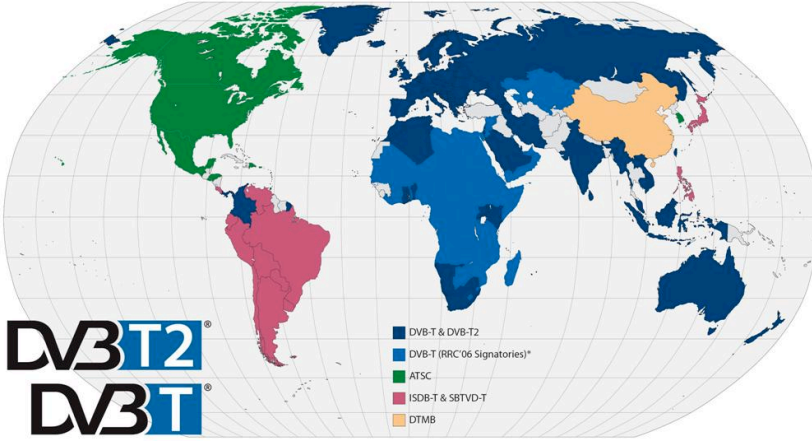 DVB-T & DVB-T2
DVB-T (RRC'06 Signatories)*
ATSC
ISDB-T & SBTVD-T
DTMB
DVB T2®
DVB T®